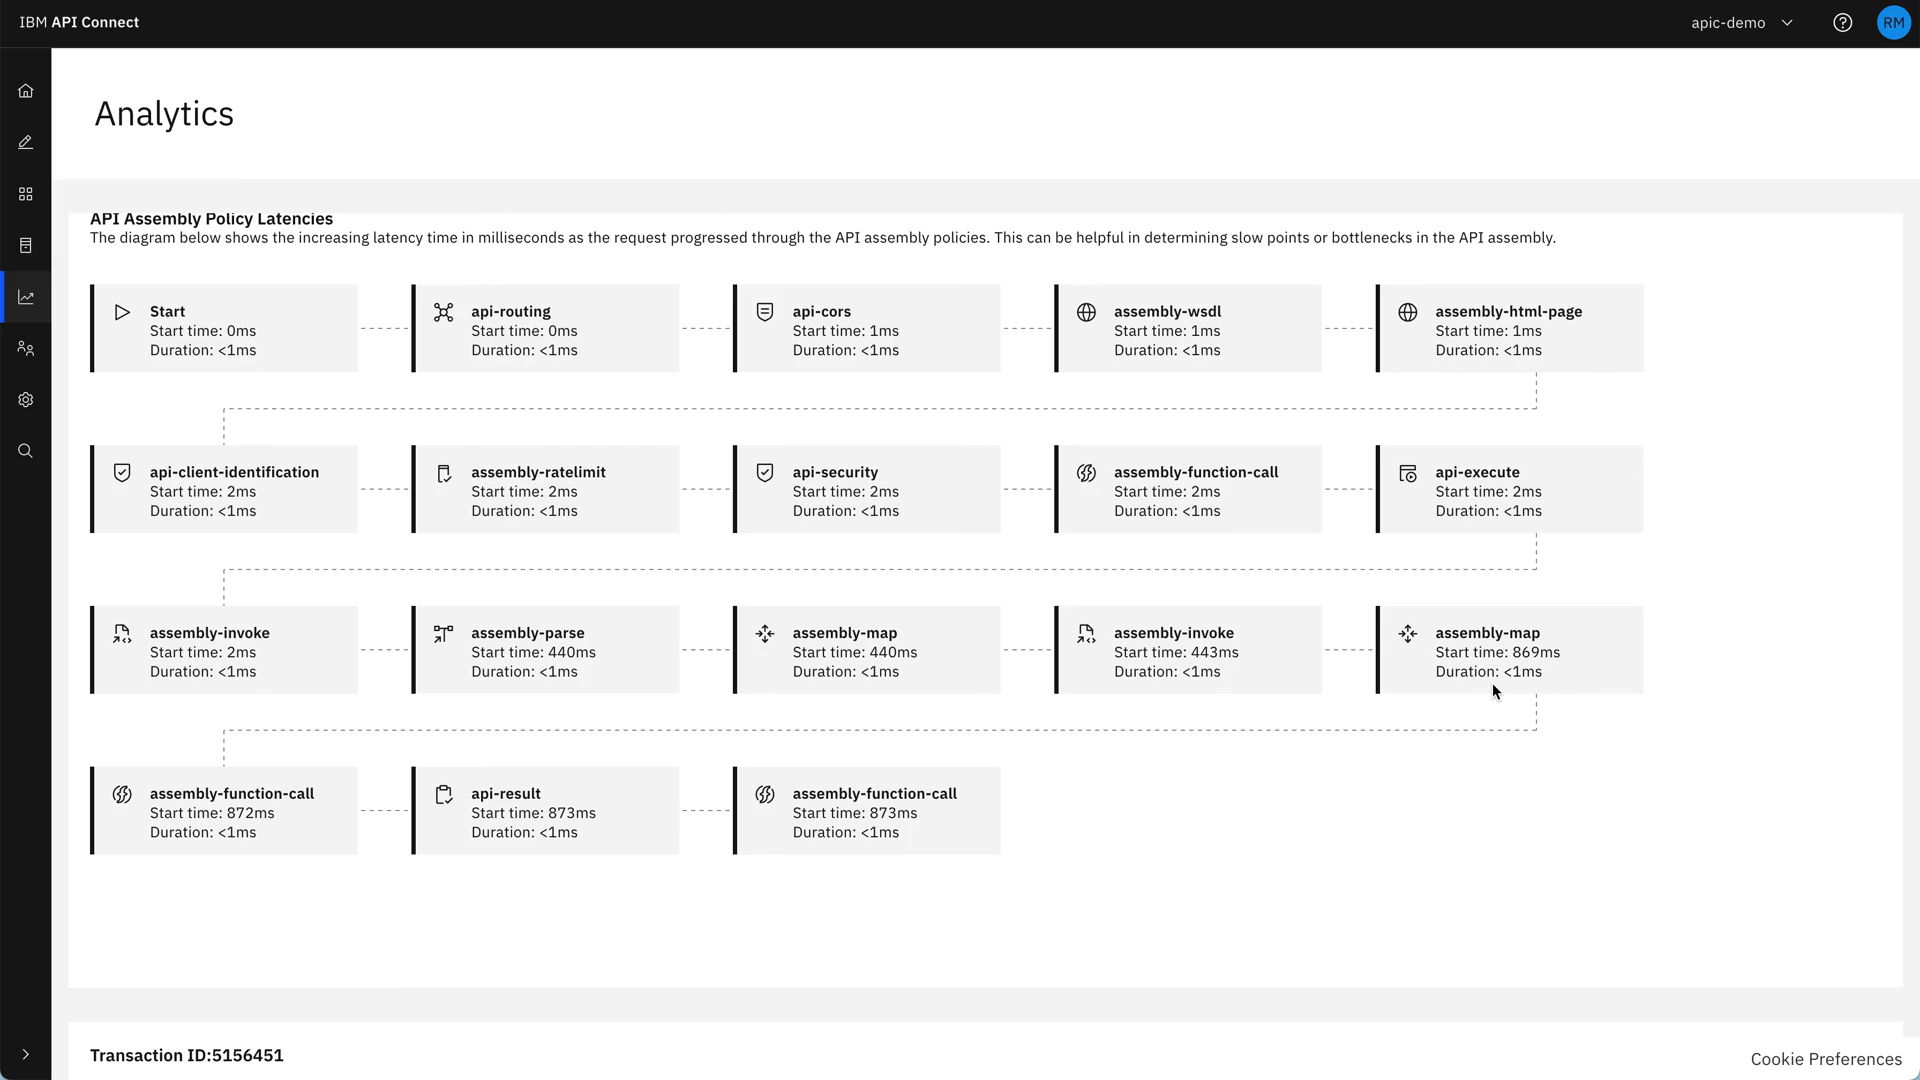 IBM API Connect
apic-demo
RM
Analytics
API Assembly Policy Latencies
The diagram below shows the increasing latency time in milliseconds as the request progressed through the API assembly policies. This can be helpful in determining slow points or bottlenecks in the API assembly.
Start
Start time: 0ms
Duration: <1ms
api-routing
Start time: 0ms
Duration: <1ms
api-cors
Start time: 1ms
Duration: <1ms
assembly-wsdl
Start time: 1ms
Duration: <1ms
assembly-html-page
Start time: 1ms
Duration: <1ms
api-client-identification
Start time: 2ms
Duration: <1ms
assembly-ratelimit
Start time: 2ms
Duration: <1ms
api-security
Start time: 2ms
Duration: <1ms
assembly-function-call
Start time: 2ms
Duration: <1ms
api-execute
Start time: 2ms
Duration: <1ms
assembly-invoke
Start time: 2ms
Duration: <1ms
assembly-parse
Start time: 440ms
Duration: <1ms
assembly-map
Start time: 440ms
Duration: <1ms
assembly-invoke
Start time: 443ms
Duration: <1ms
assembly-map
Start time: 869ms
Duration: <1ms
assembly-function-call
Start time: 872ms
Duration: <1ms
api-result
Start time: 873ms
Duration: <1ms
assembly-function-call
Start time: 873ms
Duration: <1ms
Transaction ID:5156451
Cookie Preferences